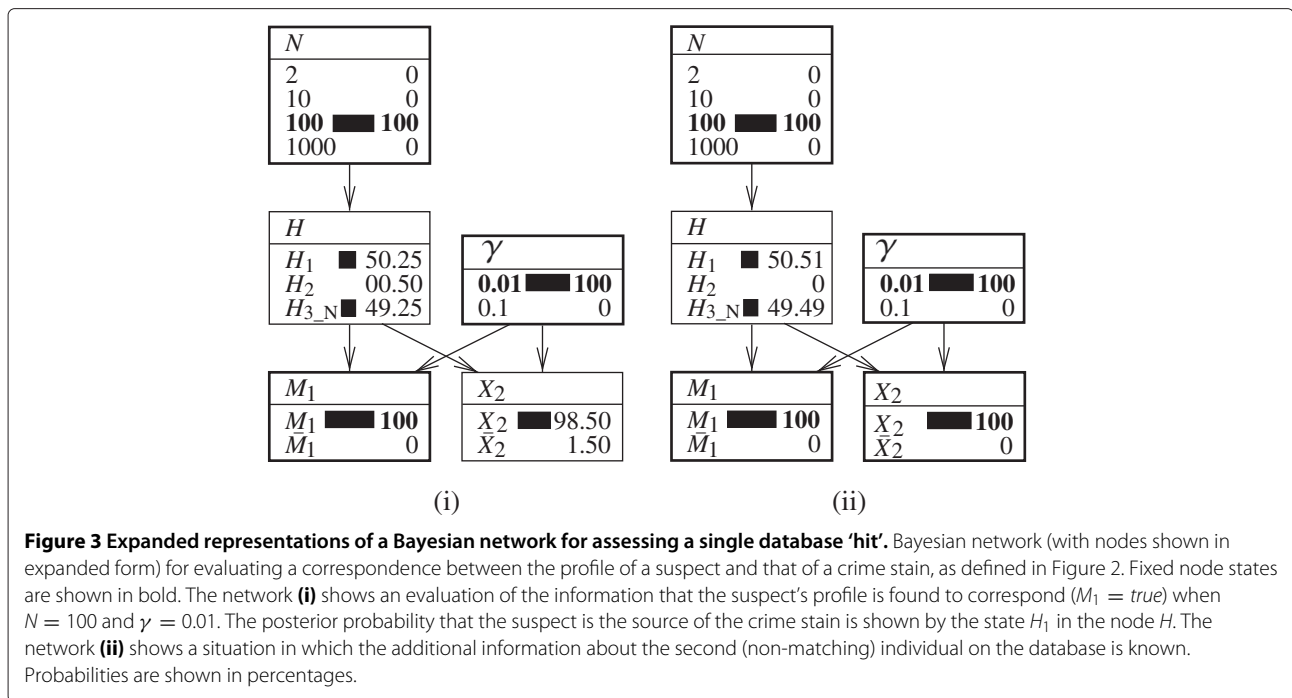 N
2 0
10 0
100 100
1000 0
H
H1 50.25
H2 00.50
H3_N 49.25
γ
0.01 100
0.1 0
M1
M1 100
M̄1 0
X2
X2 98.50
X̄2 1.50
(i)
N
2 0
10 0
100 100
1000 0
H
H1 50.51
H2 0
H3_N 49.49
γ
0.01 100
0.1 0
M1
M1 100
M̄1 0
X2
X2 100
X̄2 0
(ii)
Figure 3 Expanded representations of a Bayesian network for assessing a single database 'hit'. Bayesian network (with nodes shown in
expanded form) for evaluating a correspondence between the profile of a suspect and that of a crime stain, as defined in Figure 2. Fixed node states
are shown in bold. The network (i) shows an evaluation of the information that the suspect's profile is found to correspond (M1 = true) when
N = 100 and γ = 0.01. The posterior probability that the suspect is the source of the crime stain is shown by the state H1 in the node H. The
network (ii) shows a situation in which the additional information about the second (non-matching) individual on the database is known.
Probabilities are shown in percentages.